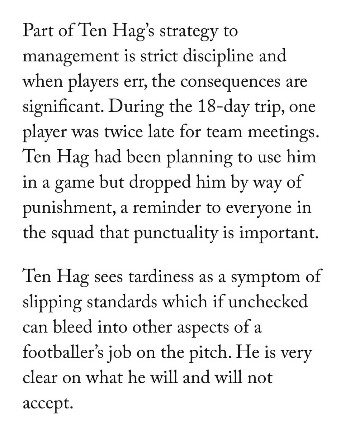 Part of Ten Hag’s strategy to
management is strict discipline and
when players err, the consequences are
significant. During the 18-day trip, one
player was twice late for team meetings.
Ten Hag had been planning to use him
in a game but dropped him by way of
punishment, a reminder to everyone in
the squad that punctuality is important.
Ten Hag sees tardiness as a symptom of
slipping standards which if unchecked
can bleed into other aspects of a
footballer’s job on the pitch. He is very
clear on what he will and will not
accept.